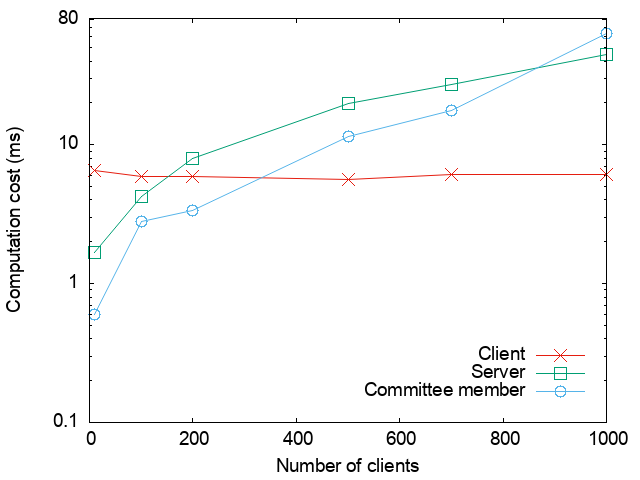 80
10
1
0.1
Computation cost (ms)
0
200
400
600
800
1000
Number of clients
Client
Server
Committee member